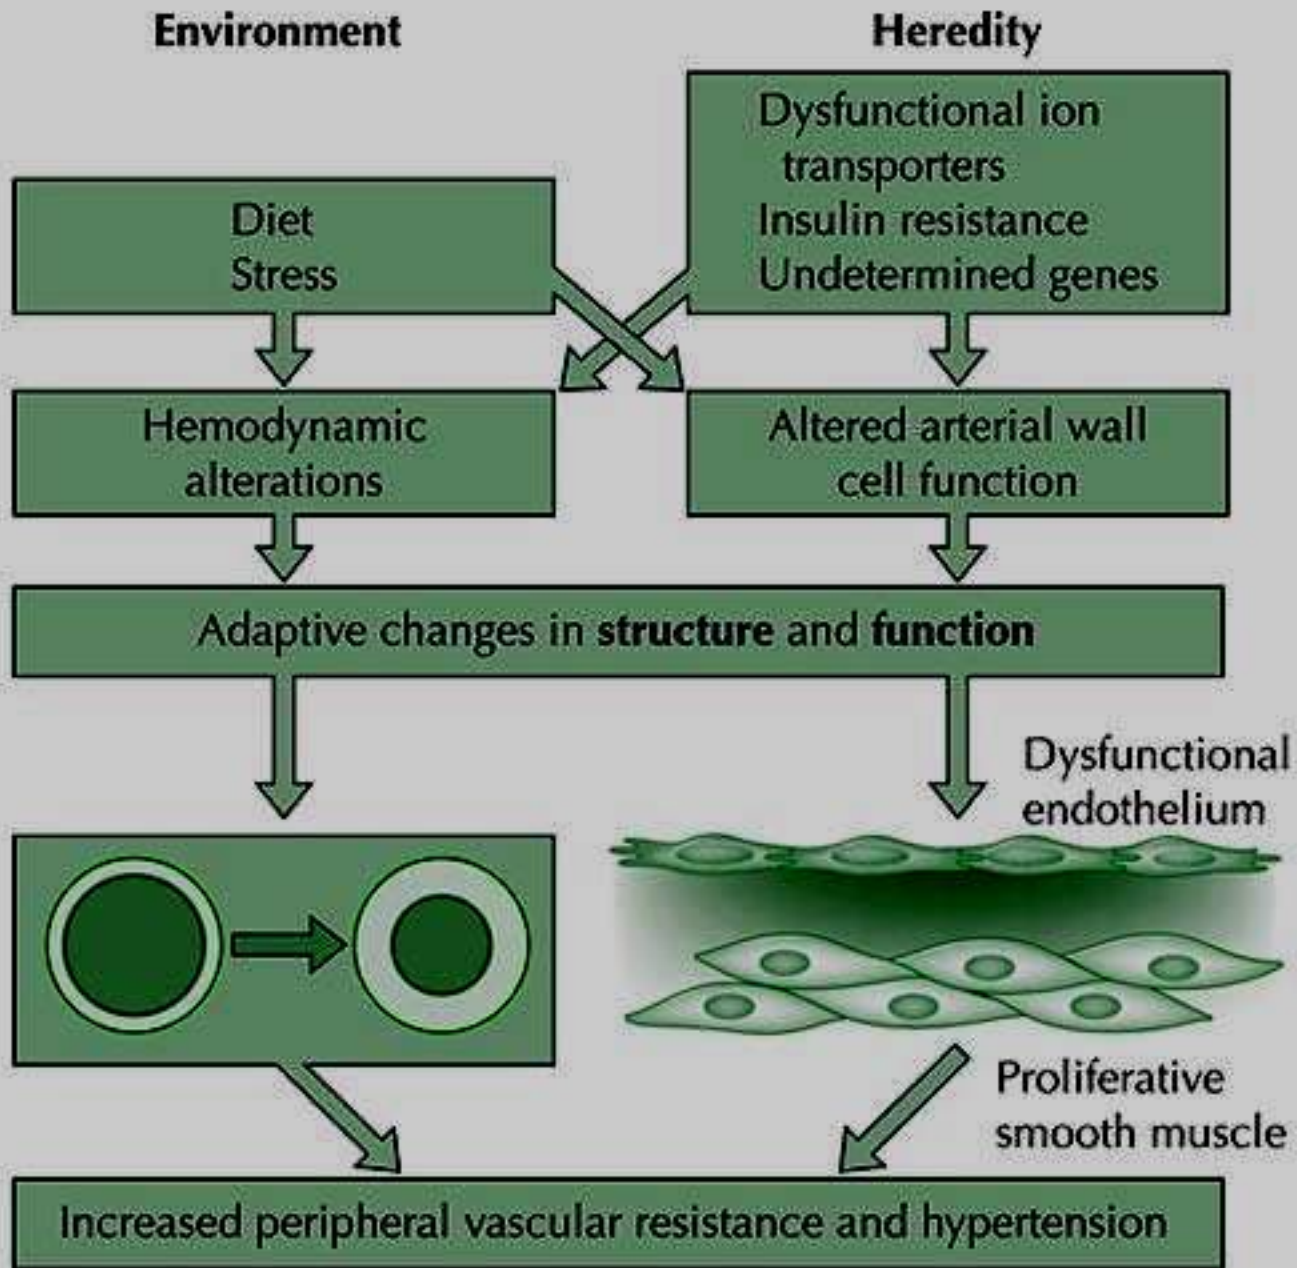 Environment
Heredity
Dysfunctional ion
transporters
Insulin resistance
Undetermined genes
Diet
Stress
Hemodynamic
alterations
Altered arterial wall
cell function
Adaptive changes in structure and function
Dysfunctional
endothelium
Proliferative
smooth muscle
Increased peripheral vascular resistance and hypertension